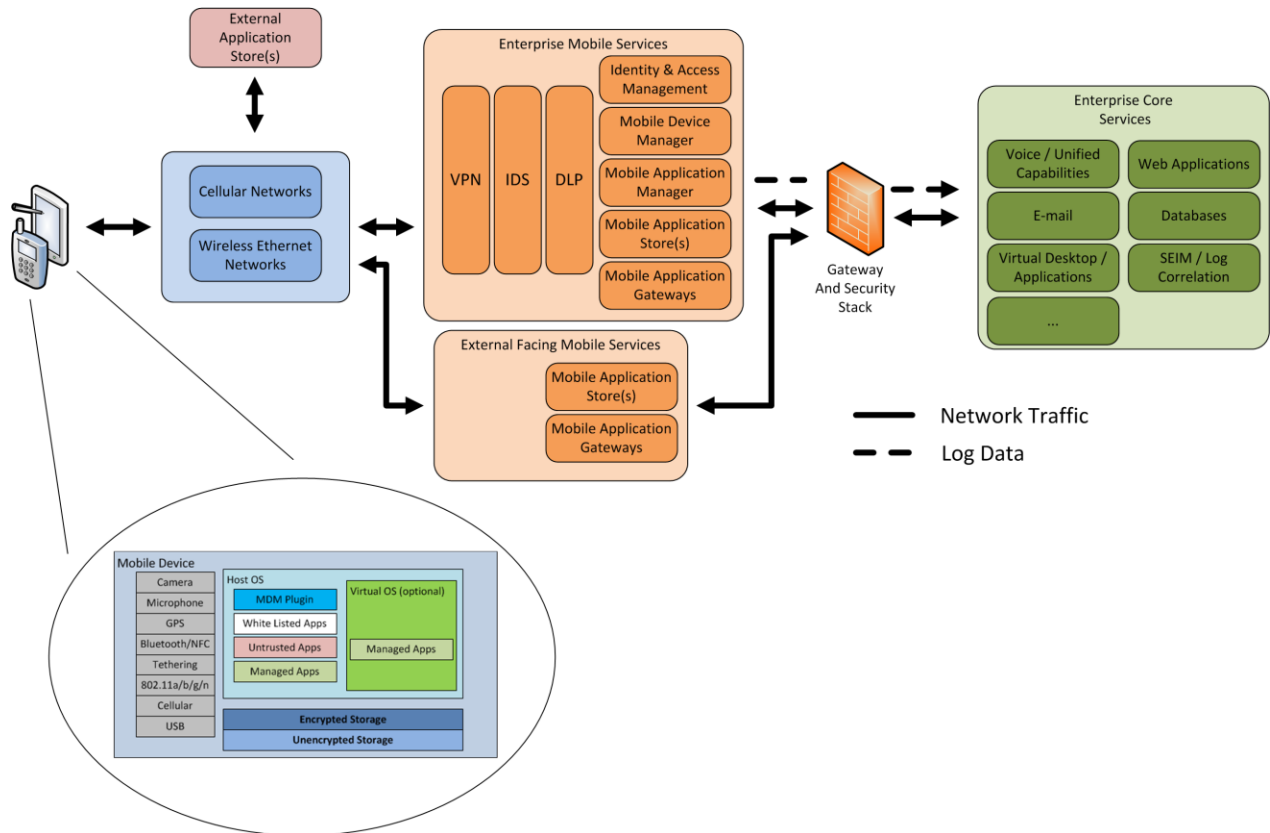 External
Application
Store(s)
Cellular Networks
Wireless Ethernet
Networks
Enterprise Mobile Services
VPN
IDS
DLP
Identity & Access
Management
Mobile Device
Manager
Mobile Application
Manager
Mobile Application
Store(s)
Mobile Application
Gateways
External Facing Mobile Services
Mobile Application
Store(s)
Mobile Application
Gateways
Gateway
And Security
Stack
Enterprise Core
Services
Voice / Unified
Capabilities
Web Applications
E-mail
Databases
Virtual Desktop /
Applications
SEIM / Log
Correlation
...
Network Traffic
Log Data
Mobile Device
Camera
Microphone
GPS
Bluetooth/NFC
Tethering
802.11a/b/g/n
Cellular
USB
Host OS
MDM Plugin
White Listed Apps
Untrusted Apps
Managed Apps
Virtual OS (optional)
Managed Apps
Encrypted Storage
Unencrypted Storage